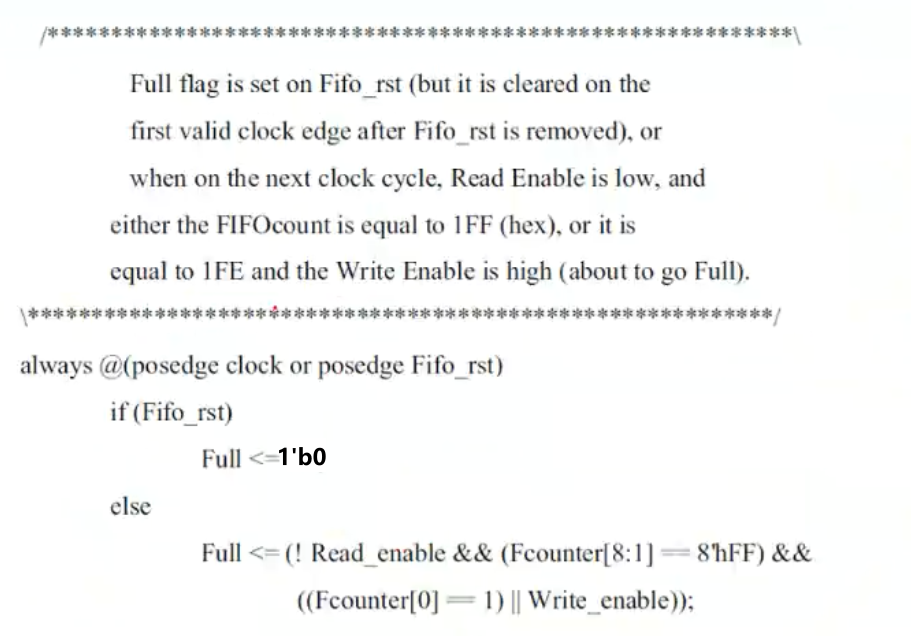 /***********************************************************\
Full flag is set on Fifo_rst (but it is cleared on the
first valid clock edge after Fifo_rst is removed), or
when on the next clock cycle, Read Enable is low, and
either the FIFOcount is equal to 1FF (hex), or it is
equal to 1FE and the Write Enable is high (about to go Full).
\***********************************************************/
always @(posedge clock or posedge Fifo_rst)
if (Fifo_rst)
Full <=1'b0
else
Full <= (! Read_enable && (Fcounter[8:1] == 8'hFF) &&
((Fcounter[0] == 1) || Write_enable));